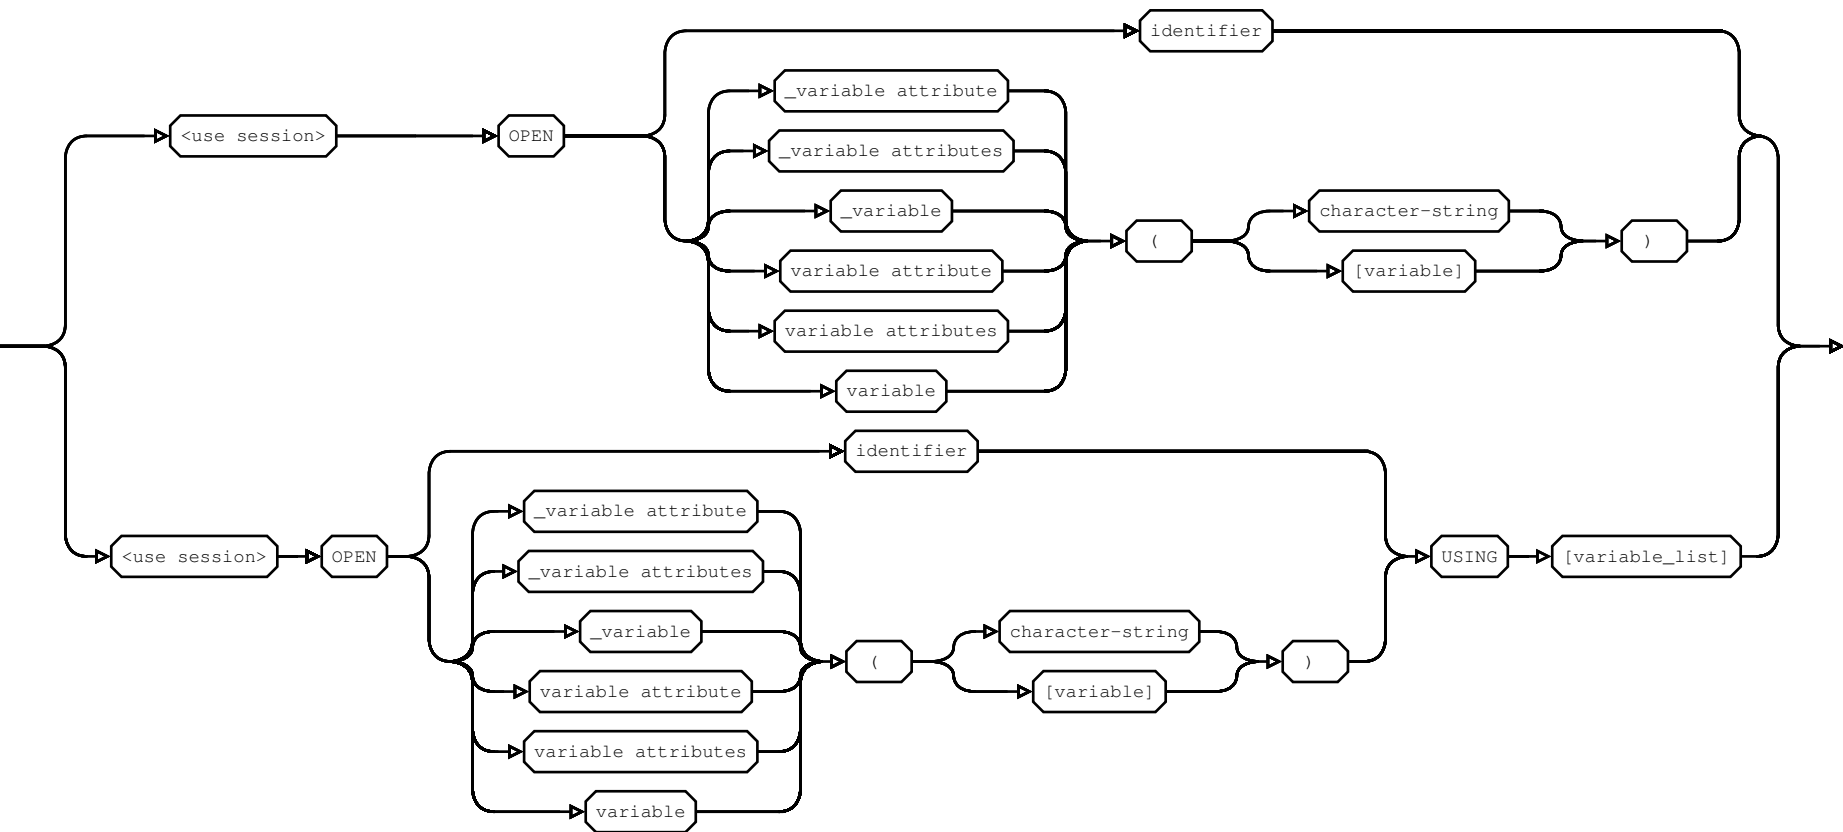 identifier
_variable attribute
<use session> OPEN
_variable attributes
_variable character-string
( )
variable attribute [variable]
variable attributes
variable
identifier
_variable attribute
<use session> OPEN USING [variable_list]
_variable attributes
_variable character-string
( )
variable attribute [variable]
variable attributes
variable